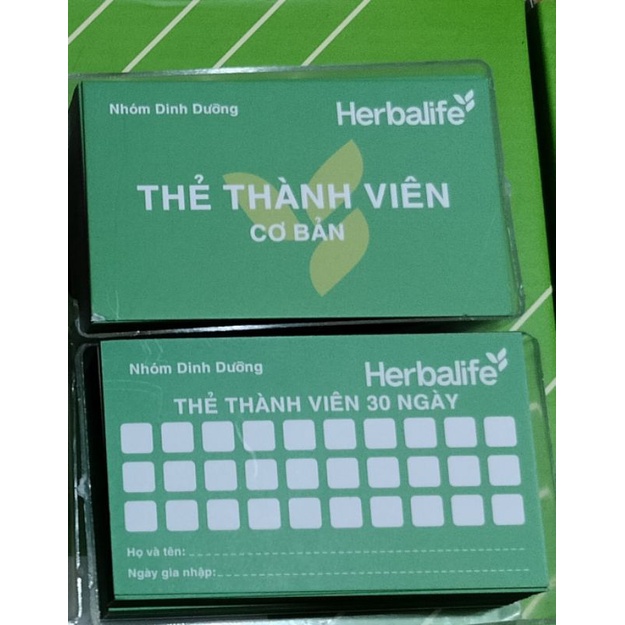 Nhóm Dinh Dưỡng Herbalife
THẺ THÀNH VIÊN
CƠ BẢN
Nhóm Dinh Dưỡng Herbalife
THẺ THÀNH VIÊN 30 NGÀY
Họ và tên:
Ngày gia nhập: